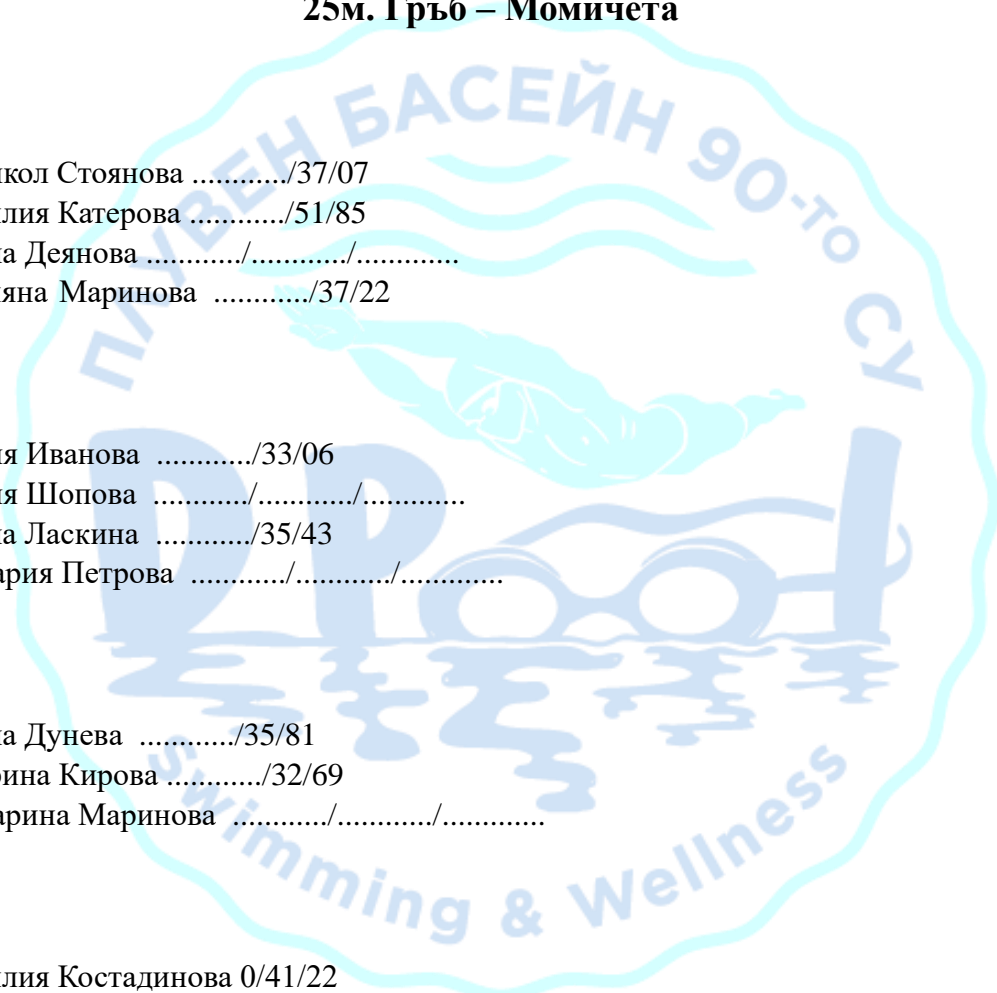 25м. Гръб – Момичета
ПЛУВЕН БАСЕЙН 90-то СУ
кол Стоянова ............/37/07
лия Катерова ............/51/85
а Деянова ............/............/.............
яна Маринова ............/37/22
я Иванова ............/33/06
я Шопова ............/............/.............
а Ласкина ............/35/43
ария Петрова ............/............/.............
DPool
а Дунева ............/35/81
рина Кирова ............/32/69
арина Маринова ............/............/.............
Swimming & Wellness
лия Костадинова 0/41/22